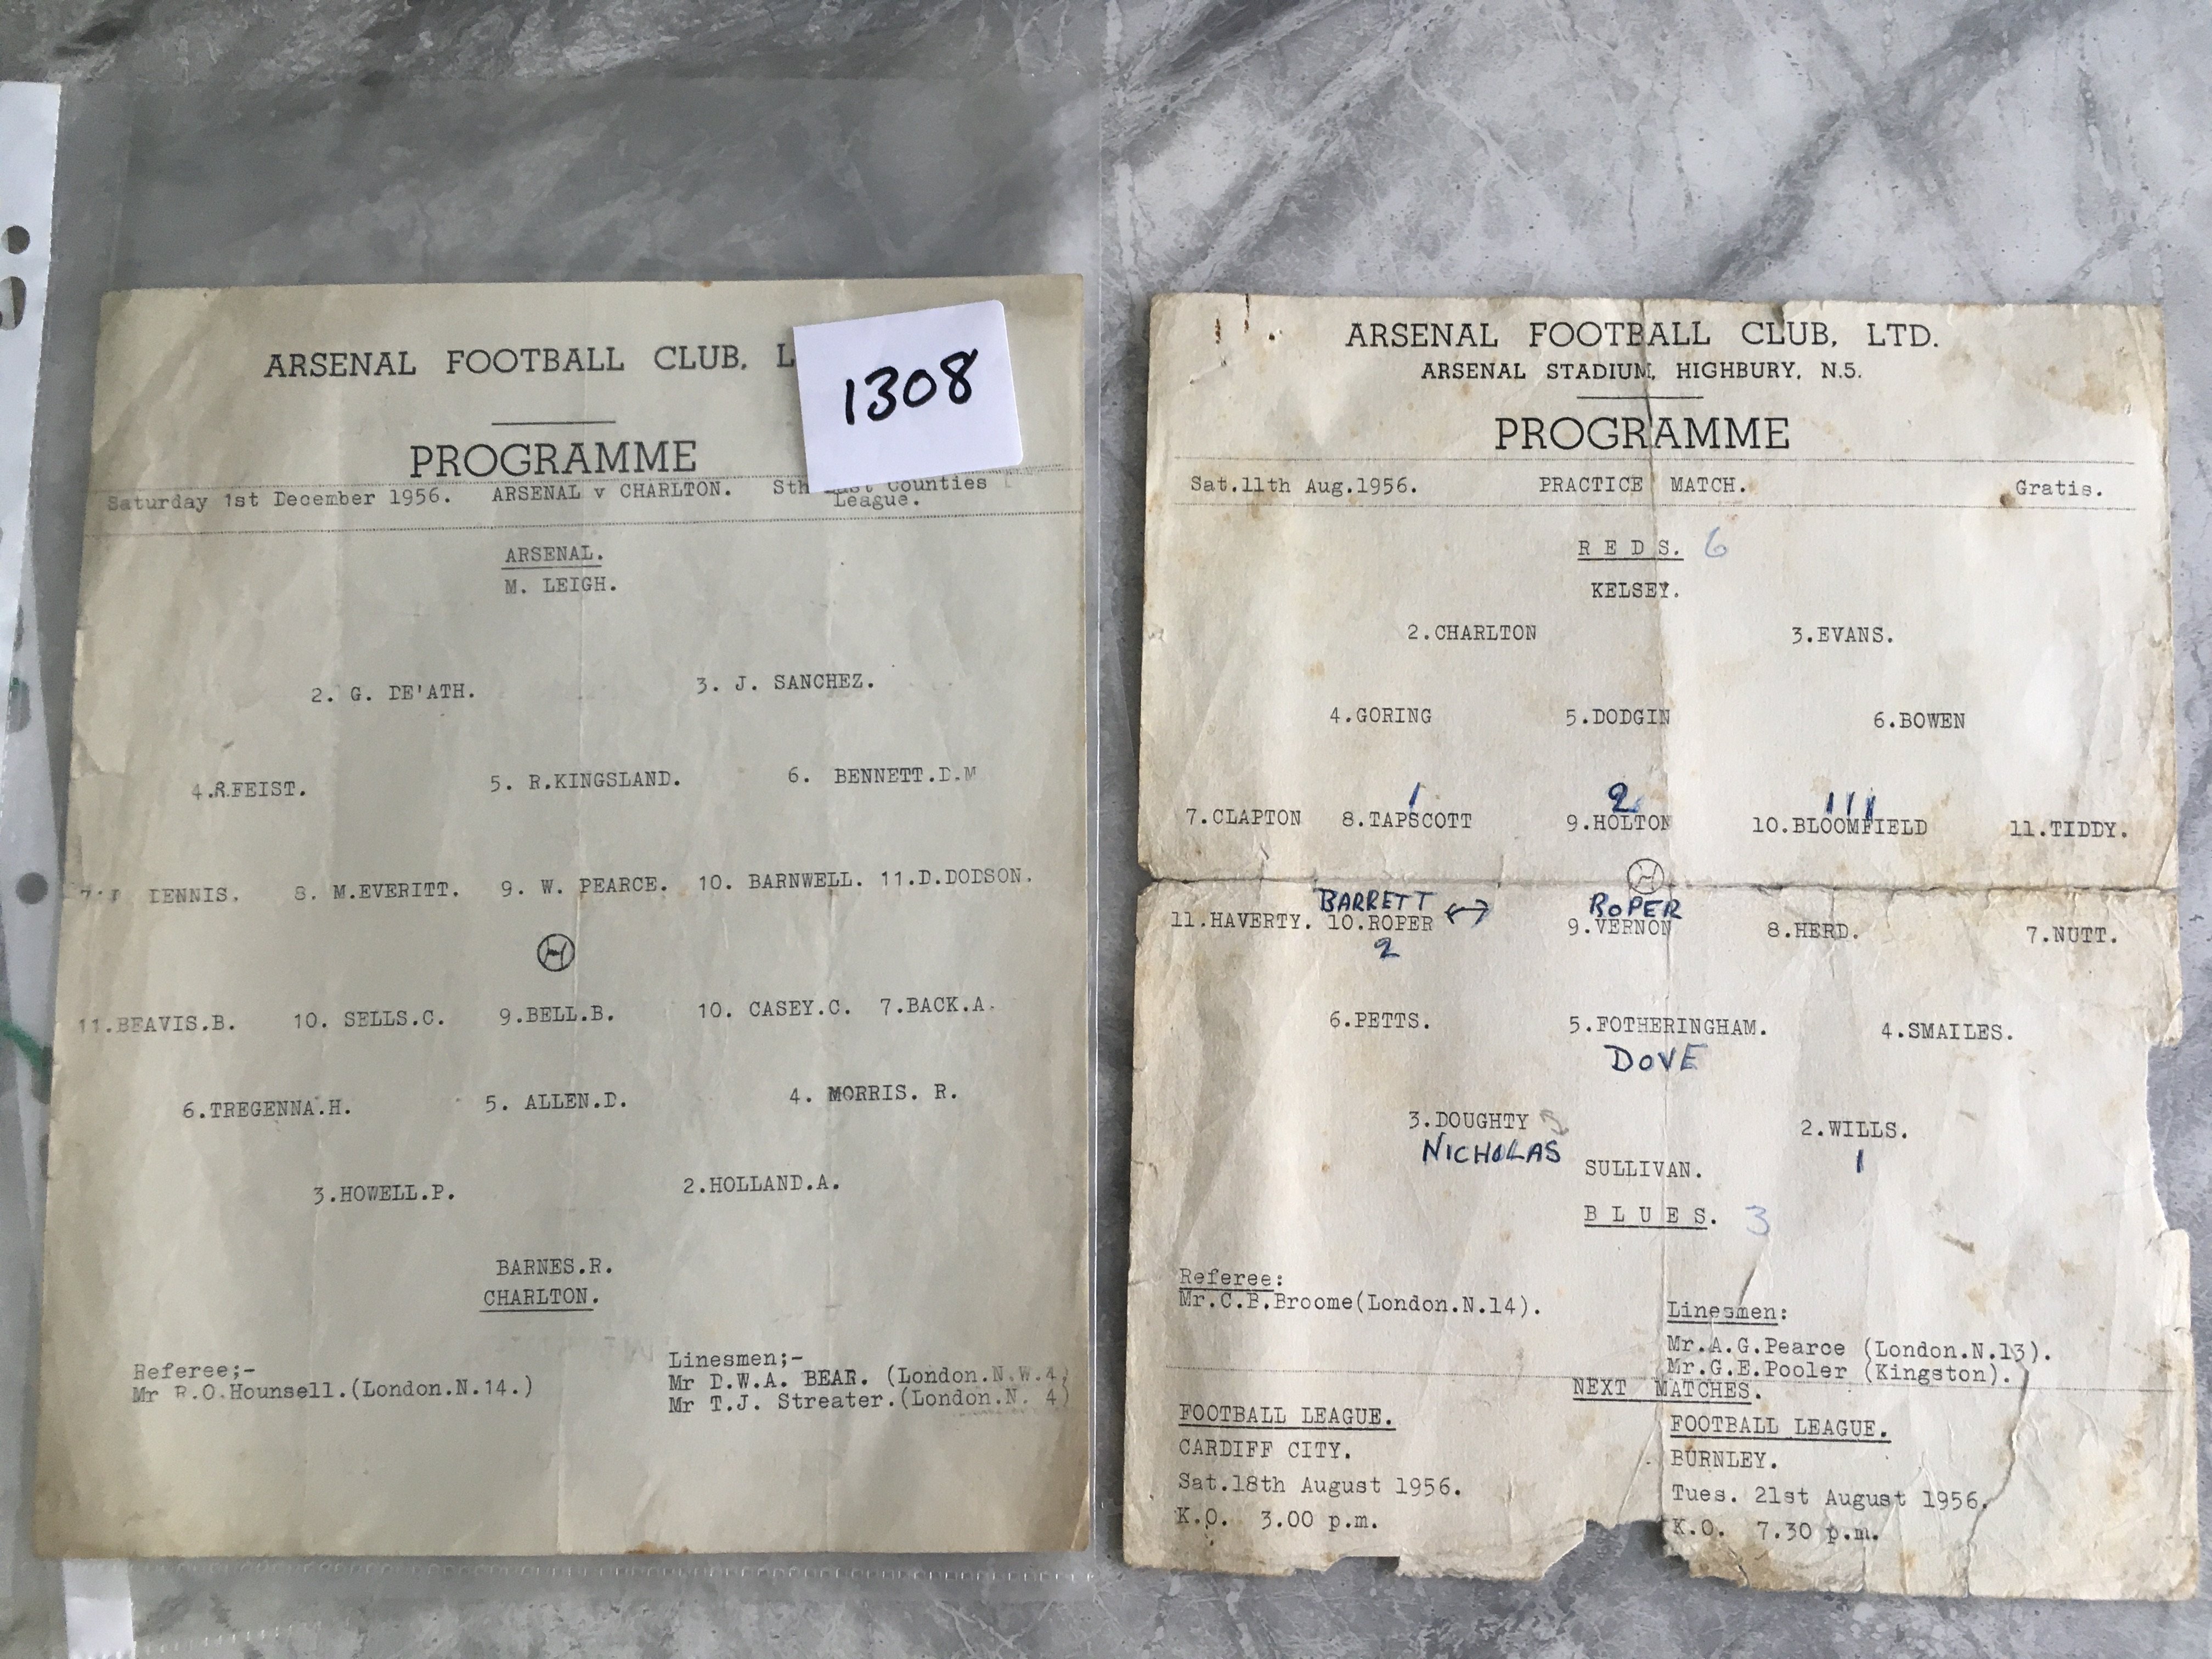 ARSENAL FOOTBALL CLUB, L
1308
PROGRAMME
Saturday 1st December 1956. ARSENAL v CHARLTON. Sth East Counties
League.
ARSENAL.
M. LEIGH.
2. G. DE'ATH. 3. J. SANCHEZ.
4.R.FEIST. 5. R.KINGSLAND. 6. BENNETT.D.M
7. DENNIS. 8. M.EVERITT. 9. W. PEARCE. 10. BARNWELL. 11.D.DODSON.
11.BEAVIS.B. 10. SELLS.C. 9.BELL.B. 10. CASEY.C. 7.BACK.A.
6.TREGENNA.H. 5. ALLEN.D. 4. MORRIS. R.
3.HOWELL.P. 2.HOLLAND.A.
BARNES.R.
CHARLTON.
Referee;-
Mr R.O.Hounsell.(London.N.14.)
Linesmen;-
Mr D.W.A. BEAR. (London.N.W.4)
Mr T.J. Streater.(London.N. 4)
ARSENAL FOOTBALL CLUB, LTD.
ARSENAL STADIUM, HIGHBURY, N.5.
PROGRAMME
Sat.11th Aug.1956. PRACTICE MATCH. Gratis.
REDS. 6
KELSEY.
2.CHARLTON 3.EVANS.
4.GORING 5.DODGIN 6.BOWEN
1 2 111
7.CLAPTON 8.TAPSCOTT 9.HOLTON 10.BLOOMFIELD 11.TIDDY.
BARRETT ↔ ROPER
11.HAVERTY. 10.ROPER 9.VERNON 8.HERD. 7.NUTT.
2
6.PETTS. 5.FOTHERINGHAM. 4.SMAILES.
DOVE
3.DOUGHTY 2.WILLS.
NICHOLAS 1
SULLIVAN.
BLUES. 3
Referee:
Mr.C.B.Broome(London.N.14).
Linesmen:
Mr.A.G.Pearce (London.N.13).
Mr.G.E.Pooler (Kingston).
NEXT MATCHES.
FOOTBALL LEAGUE.
CARDIFF CITY.
Sat.18th August 1956.
K.O. 3.00 p.m.
FOOTBALL LEAGUE.
BURNLEY.
Tues. 21st August 1956.
K.O. 7.30 p.m.